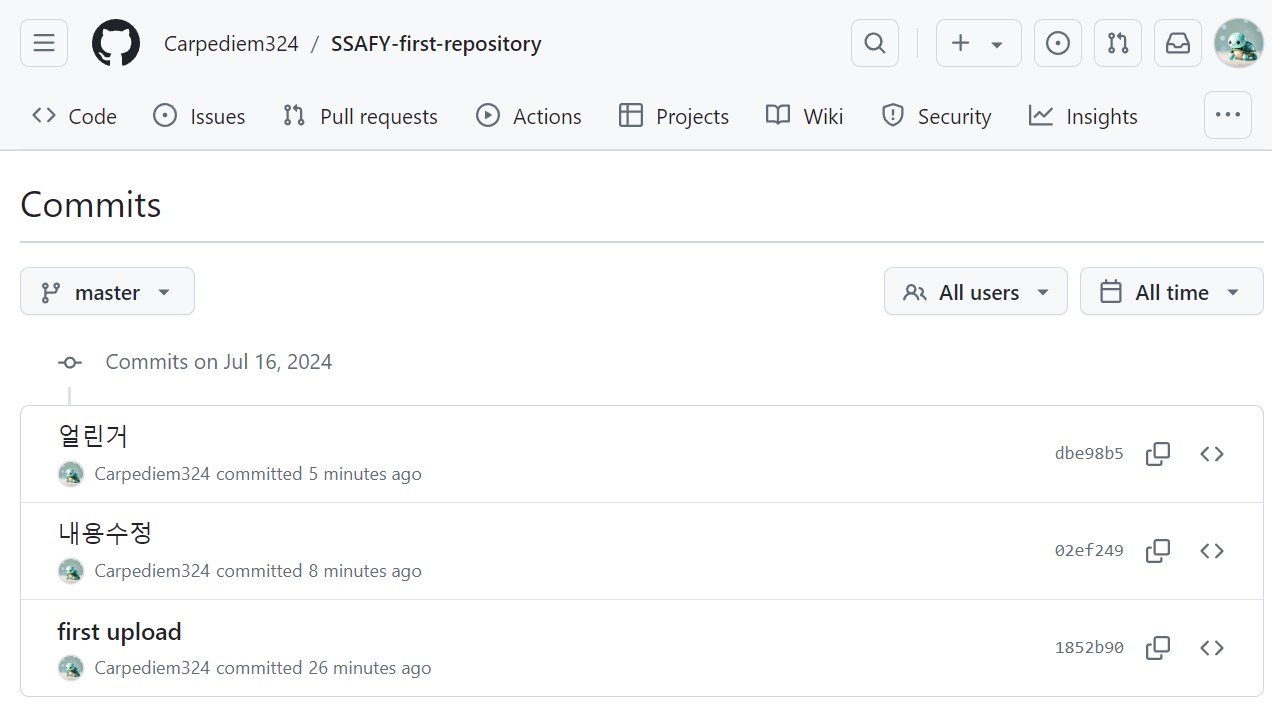 Carpediem324 / SSAFY-first-repository
Code Issues Pull requests Actions Projects Wiki Security Insights
Commits
master All users All time
Commits on Jul 16, 2024
얼린거
Carpediem324 committed 5 minutes ago dbe98b5
내용수정
Carpediem324 committed 8 minutes ago 02ef249
first upload
Carpediem324 committed 26 minutes ago 1852b90